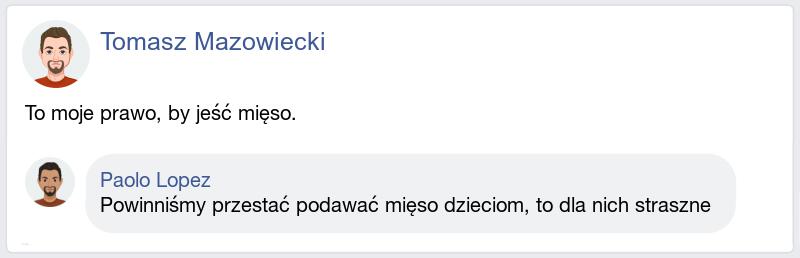 Tomasz Mazowiecki
To moje prawo, by jeść mięso.
Paolo Lopez
Powinniśmy przestać podawać mięso dzieciom, to dla nich straszne